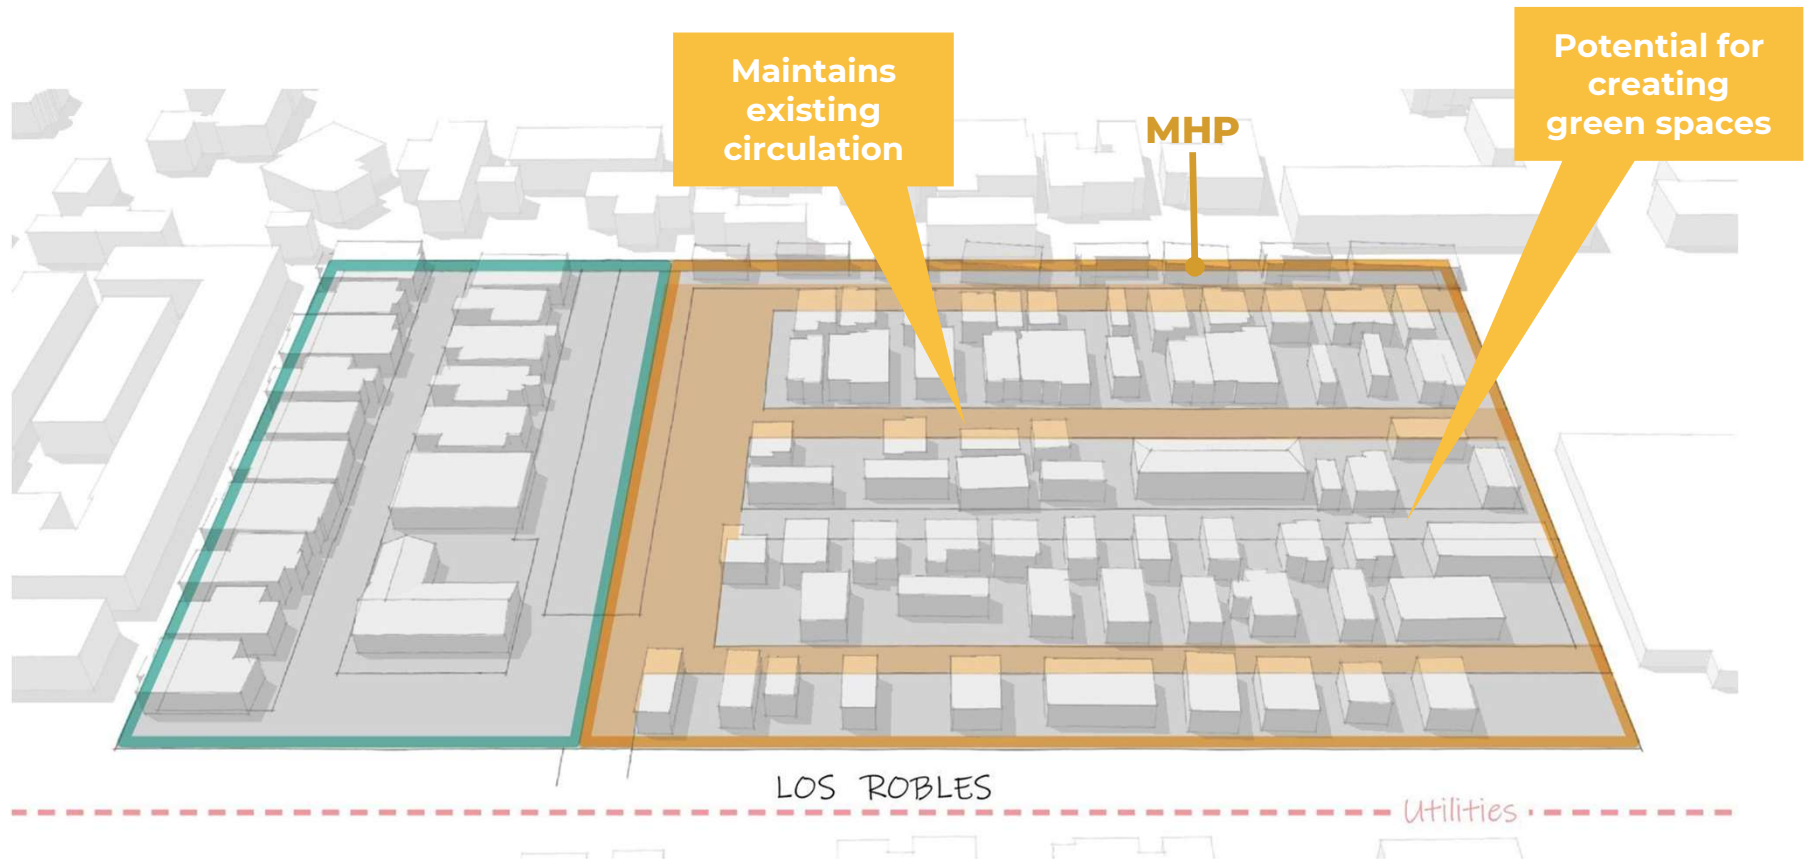 Maintains
existing
circulation
MHP
Potential for
creating
green spaces
LOS ROBLES
Utilities